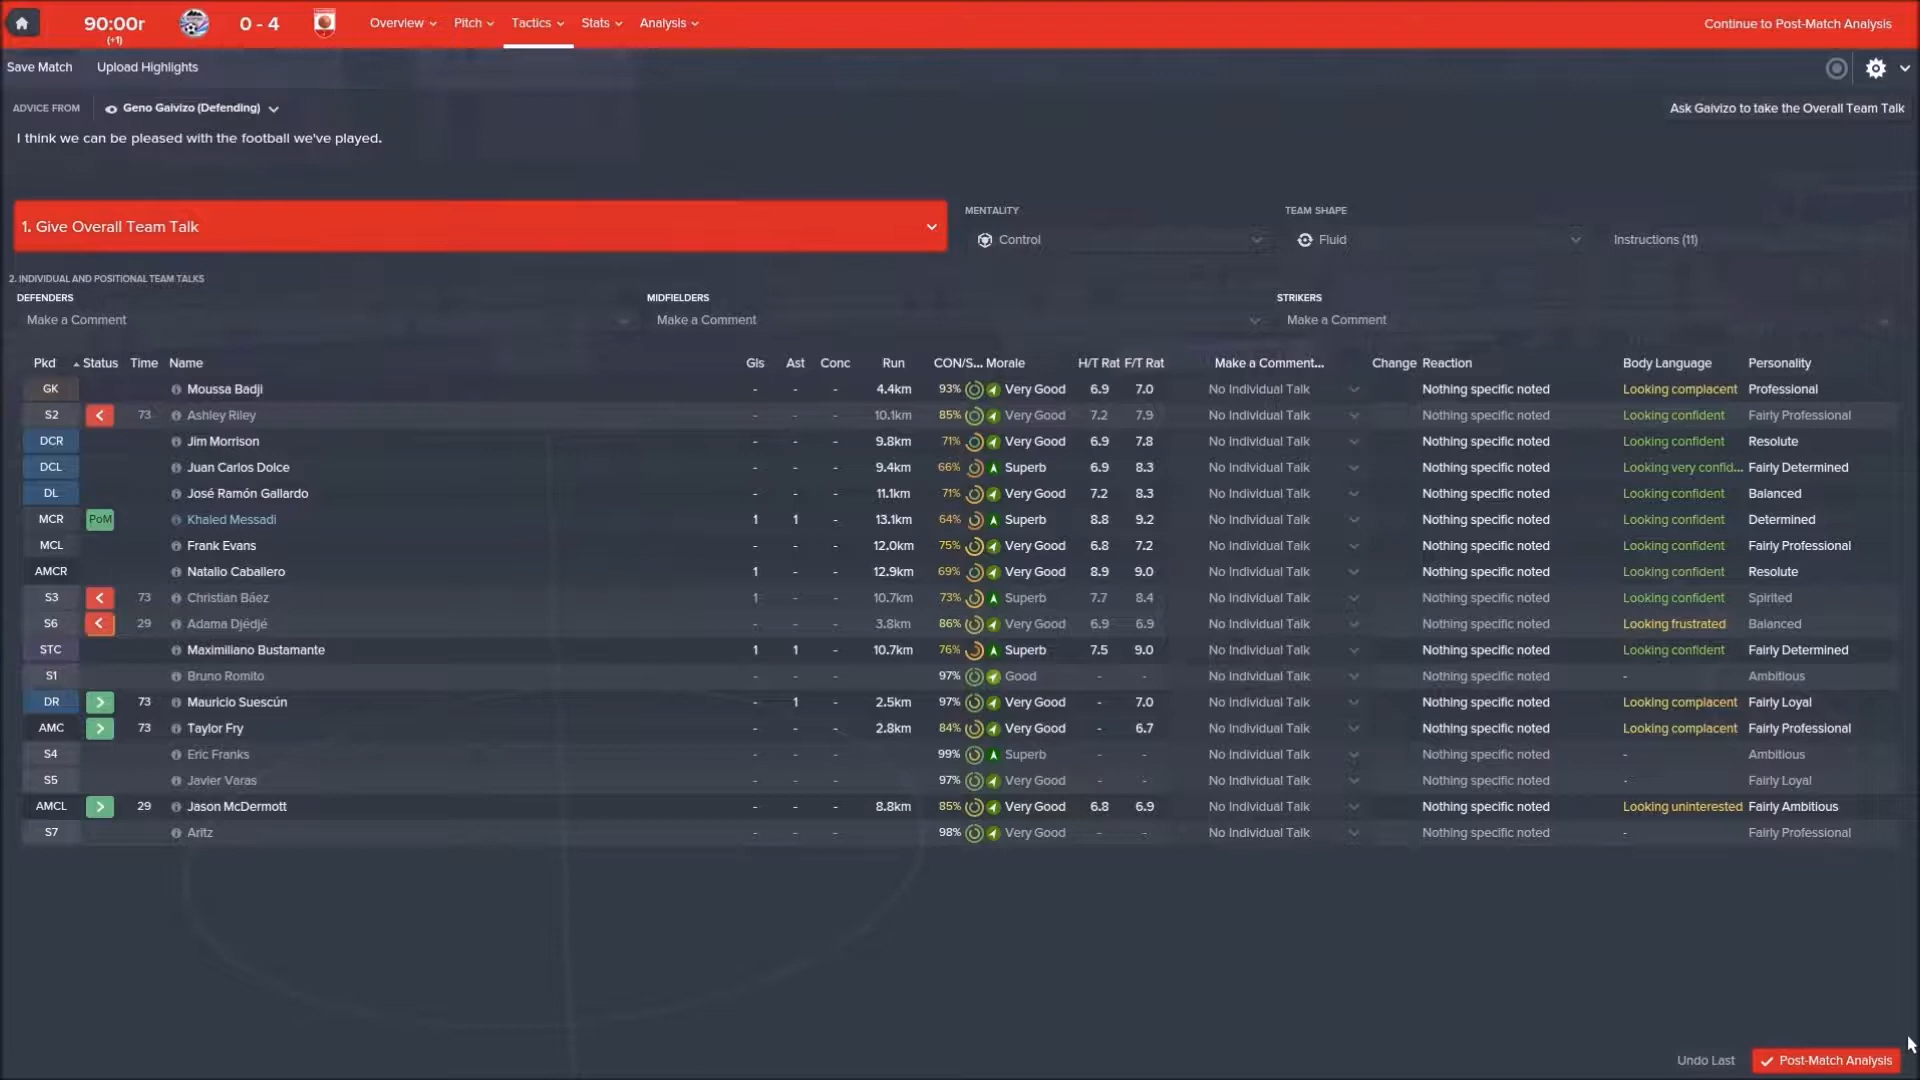 90:00r
(+1)
0 - 4
Overview
Pitch
Tactics
Stats
Analysis
Continue to Post-Match Analysis
Save Match
Upload Highlights
ADVICE FROM
Geno Gaivizo (Defending)
Ask Gaivizo to take the Overall Team Talk
I think we can be pleased with the football we've played.
1. Give Overall Team Talk
MENTALITY
Control
TEAM SHAPE
Fluid
Instructions (11)
2. INDIVIDUAL AND POSITIONAL TEAM TALKS
DEFENDERS
Make a Comment
MIDFIELDERS
Make a Comment
STRIKERS
Make a Comment
Pkd Status Time Name Gls Ast Conc Run CON/S... Morale H/T Rat F/T Rat Make a Comment... Change Reaction Body Language Personality
GK Moussa Badji - - - 4.4km 93% Very Good 6.9 7.0 No Individual Talk Nothing specific noted Looking complacent Professional
S2 73 Ashley Riley - - - 10.1km 85% Very Good 7.2 7.9 No Individual Talk Nothing specific noted Looking confident Fairly Professional
DCR Jim Morrison - - - 9.8km 71% Very Good 6.9 7.8 No Individual Talk Nothing specific noted Looking confident Resolute
DCL Juan Carlos Dolce - - - 9.4km 66% Superb 6.9 8.3 No Individual Talk Nothing specific noted Looking very confid... Fairly Determined
DL José Ramón Gallardo - - - 11.1km 71% Very Good 7.2 8.3 No Individual Talk Nothing specific noted Looking confident Balanced
MCR PoM Khaled Messadi 1 1 - 13.1km 64% Superb 8.8 9.2 No Individual Talk Nothing specific noted Looking confident Determined
MCL Frank Evans - - - 12.0km 75% Very Good 6.8 7.2 No Individual Talk Nothing specific noted Looking confident Fairly Professional
AMCR Natalio Caballero 1 - - 12.9km 69% Very Good 8.9 9.0 No Individual Talk Nothing specific noted Looking confident Resolute
S3 73 Christian Báez 1 - - 10.7km 73% Superb 7.7 8.4 No Individual Talk Nothing specific noted Looking confident Spirited
S6 29 Adama Djédjé - - - 3.8km 86% Very Good 6.9 6.9 No Individual Talk Nothing specific noted Looking frustrated Balanced
STC Maximiliano Bustamante 1 1 - 10.7km 76% Superb 7.5 9.0 No Individual Talk Nothing specific noted Looking confident Fairly Determined
S1 Bruno Romito - - - 97% Good - - No Individual Talk Nothing specific noted - Ambitious
DR 73 Mauricio Suescún - 1 - 2.5km 97% Very Good - 7.0 No Individual Talk Nothing specific noted Looking complacent Fairly Loyal
AMC 73 Taylor Fry - - - 2.8km 84% Very Good - 6.7 No Individual Talk Nothing specific noted Looking complacent Fairly Professional
S4 Eric Franks - - - 99% Superb - - No Individual Talk Nothing specific noted - Ambitious
S5 Javier Varas - - - 97% Very Good - - No Individual Talk Nothing specific noted - Fairly Loyal
AMCL 29 Jason McDermott - - - 8.8km 85% Very Good 6.8 6.9 No Individual Talk Nothing specific noted Looking uninterested Fairly Ambitious
S7 Aritz - - - 98% Very Good - - No Individual Talk Nothing specific noted - Fairly Professional
Undo Last
Post-Match Analysis